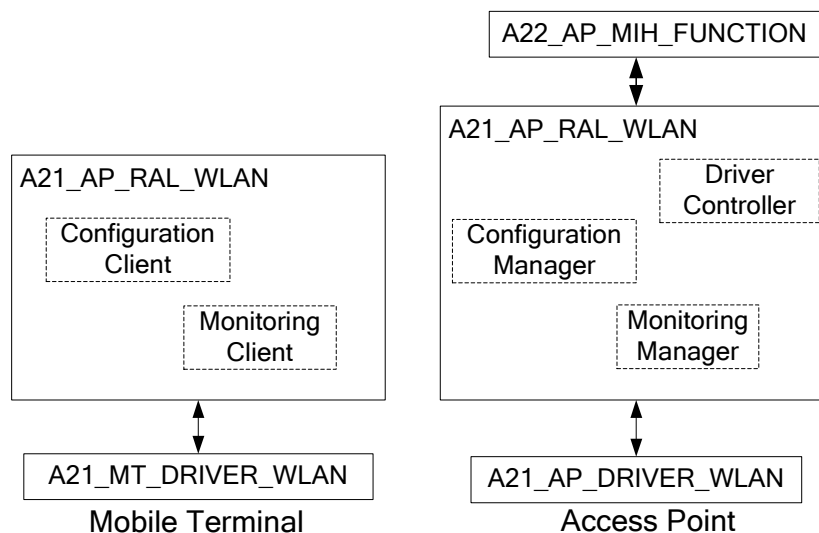 A22_AP_MIH_FUNCTION
A21_AP_RAL_WLAN
Driver
Controller
Configuration
Manager
Monitoring
Manager
A21_AP_DRIVER_WLAN
Access Point
A21_AP_RAL_WLAN
Configuration
Client
Monitoring
Client
A21_MT_DRIVER_WLAN
Mobile Terminal